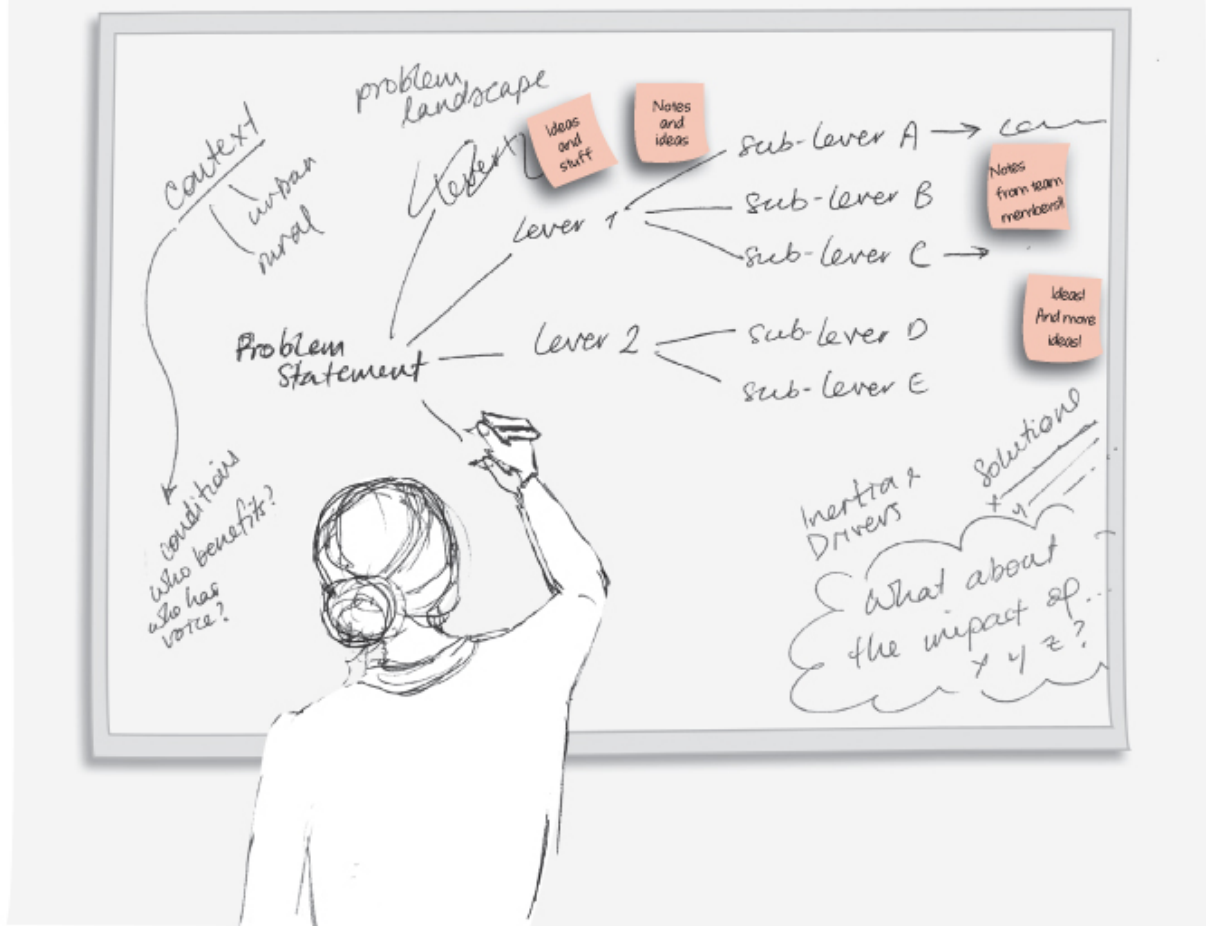 problem
landscape
context
urban
rural
Ideas
and
stuff
Notes
and
ideas
Lever 1
sub-lever A
sub-lever B
sub-lever C
Notes
from team
members!!
Problem
Statement
Lever 2
sub-lever D
sub-lever E
Ideas!
And more
ideas!
conditions
who benefits?
who has
voice?
Solutions
x y
Inertia &
Drivers
What about
the impact of...
x y z?